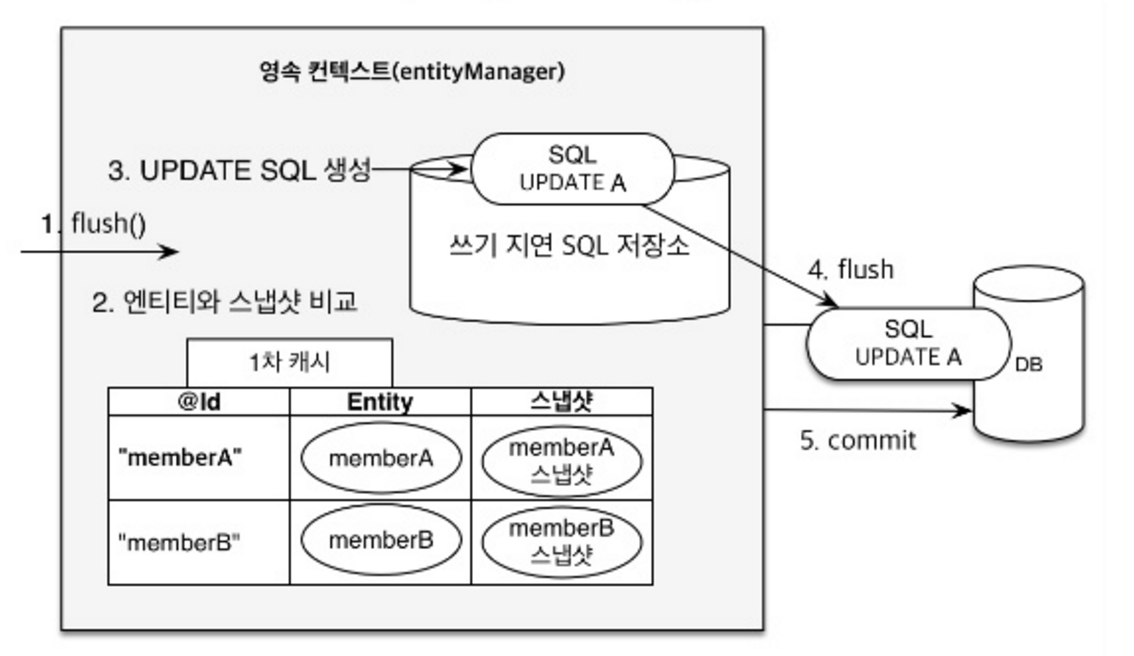 영속 컨텍스트(entityManager)
3. UPDATE SQL 생성
SQL
UPDATE A
1. flush()
쓰기 지연 SQL 저장소
4. flush
2. 엔티티와 스냅샷 비교
SQL
UPDATE A
DB
1차 캐시
@Id Entity 스냅샷
5. commit
"memberA" memberA memberA
스냅샷
"memberB" memberB memberB
스냅샷